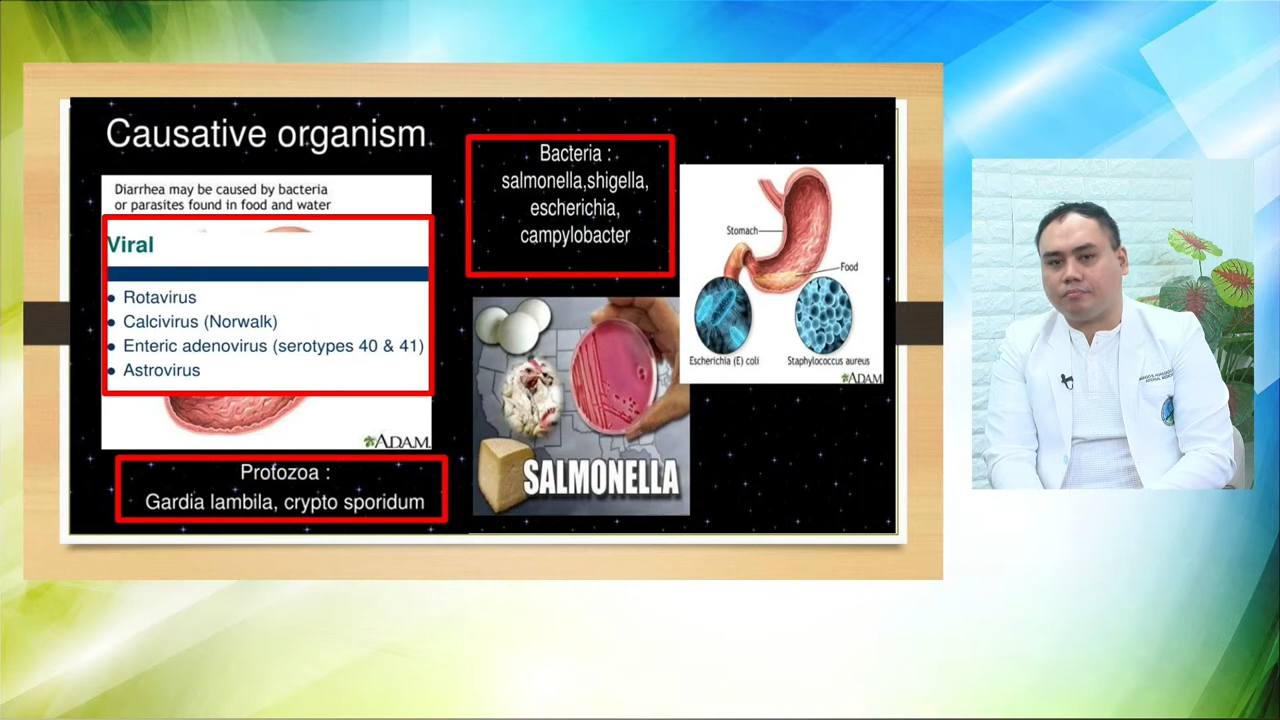 Causative organism
Diarrhea may be caused by bacteria
or parasites found in food and water
Viral
Rotavirus
Calcivirus (Norwalk)
Enteric adenovirus (serotypes 40 & 41)
Astrovirus
ADAM
Profozoa :
Gardia lambila, crypto sporidum
Bacteria :
salmonella,shigella,
escherichia,
campylobacter
SALMONELLA
Stomach
Food
Escherichia (E) coli
Staphylococcus aureus
ADAM